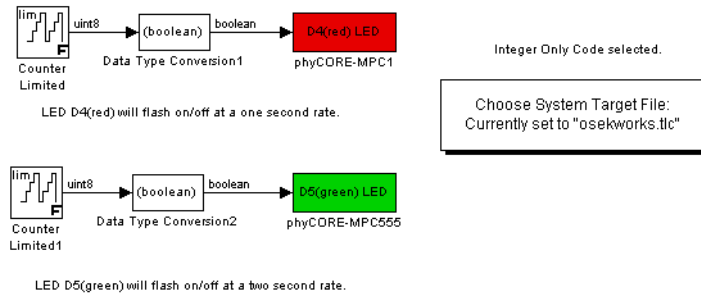 lim
uint8
(boolean)
boolean
D4(red) LED
F
Counter
Limited
Data Type Conversion1
phyCORE-MPC1
LED D4(red) will flash on/off at a one second rate.
Integer Only Code selected.
Choose System Target File:
Currently set to "osekworks.tlc"
lim
uint8
(boolean)
boolean
D5(green) LED
F
Counter
Limited1
Data Type Conversion2
phyCORE-MPC555
LED D5(green) will flash on/off at a two second rate.